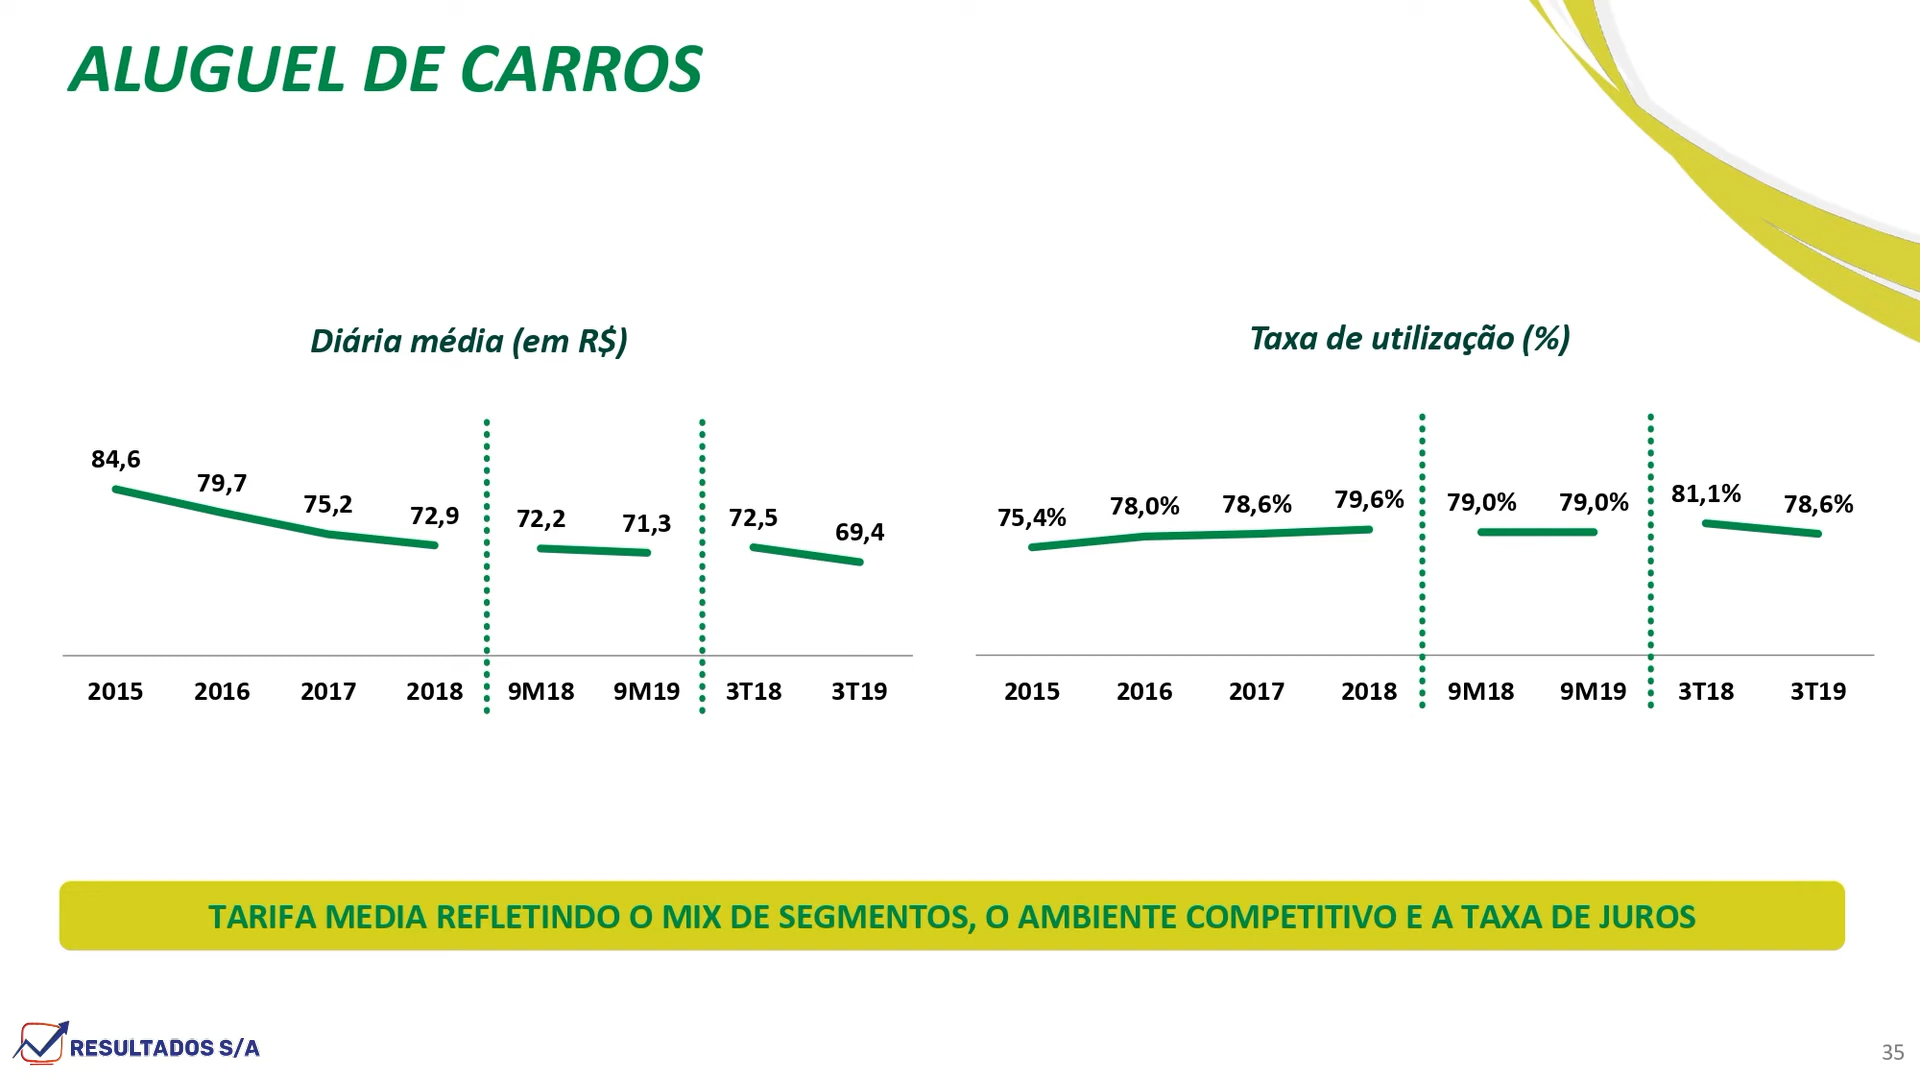 ALUGUEL DE CARROS
Diária média (em R$)
84,6
79,7
75,2
72,9
72,2
71,3
72,5
69,4
2015 2016 2017 2018 9M18 9M19 3T18 3T19
Taxa de utilização (%)
75,4%
78,0%
78,6%
79,6%
79,0%
79,0%
81,1%
78,6%
2015 2016 2017 2018 9M18 9M19 3T18 3T19
TARIFA MEDIA REFLETINDO O MIX DE SEGMENTOS, O AMBIENTE COMPETITIVO E A TAXA DE JUROS
RESULTADOS S/A
35